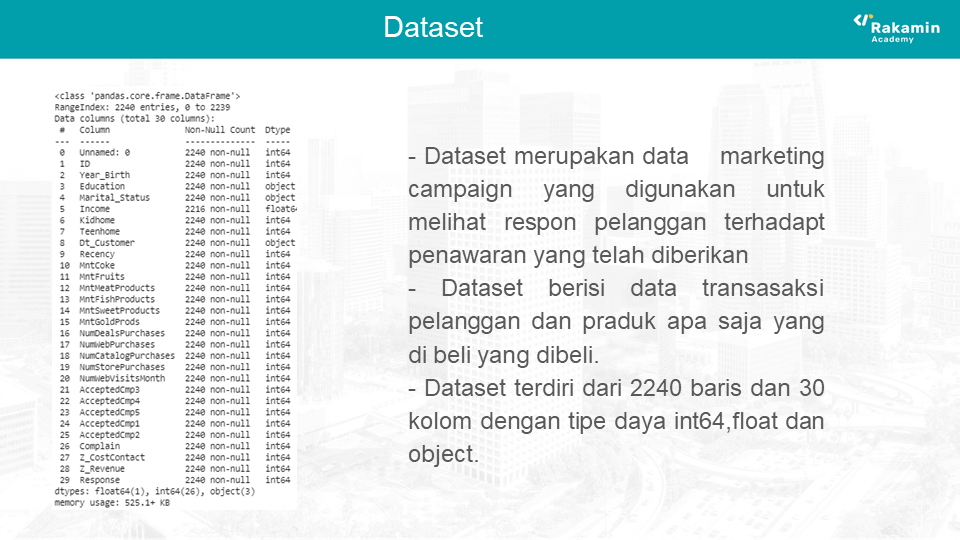 Dataset
Rakamin
Academy
<class 'pandas.core.frame.DataFrame'>
RangeIndex: 2240 entries, 0 to 2239
Data columns (total 30 columns):
# Column Non-Null Count Dtype
--- ------ -------------- -----
0 Unnamed: 0 2240 non-null int64
1 ID 2240 non-null int64
2 Year_Birth 2240 non-null int64
3 Education 2240 non-null object
4 Marital_Status 2240 non-null object
5 Income 2216 non-null float64
6 Kidhome 2240 non-null int64
7 Teenhome 2240 non-null int64
8 Dt_Customer 2240 non-null object
9 Recency 2240 non-null int64
10 MntCoke 2240 non-null int64
11 MntFruits 2240 non-null int64
12 MntMeatProducts 2240 non-null int64
13 MntFishProducts 2240 non-null int64
14 MntSweetProducts 2240 non-null int64
15 MntGoldProds 2240 non-null int64
16 NumDealsPurchases 2240 non-null int64
17 NumWebPurchases 2240 non-null int64
18 NumCatalogPurchases 2240 non-null int64
19 NumStorePurchases 2240 non-null int64
20 NumWebVisitsMonth 2240 non-null int64
21 AcceptedCmp3 2240 non-null int64
22 AcceptedCmp4 2240 non-null int64
23 AcceptedCmp5 2240 non-null int64
24 AcceptedCmp1 2240 non-null int64
25 AcceptedCmp2 2240 non-null int64
26 Complain 2240 non-null int64
27 Z_CostContact 2240 non-null int64
28 Z_Revenue 2240 non-null int64
29 Response 2240 non-null int64
dtypes: float64(1), int64(26), object(3)
memory usage: 525.1+ KB
- Dataset merupakan data marketing
campaign yang digunakan untuk
melihat respon pelanggan terhadapt
penawaran yang telah diberikan
- Dataset berisi data transasaksi
pelanggan dan praduk apa saja yang
di beli yang dibeli.
- Dataset terdiri dari 2240 baris dan 30
kolom dengan tipe daya int64,float dan
object.